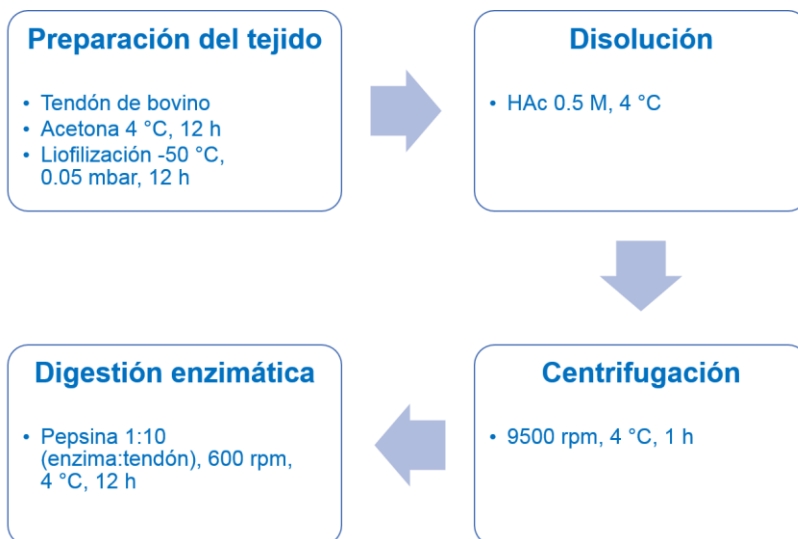 Preparación del tejido
• Tendón de bovino
• Acetona 4 °C, 12 h
• Liofilización -50 °C,
0.05 mbar, 12 h
Disolución
• HAc 0.5 M, 4 °C
Centrifugación
• 9500 rpm, 4 °C, 1 h
Digestión enzimática
• Pepsina 1:10
(enzima:tendón), 600 rpm,
4 °C, 12 h